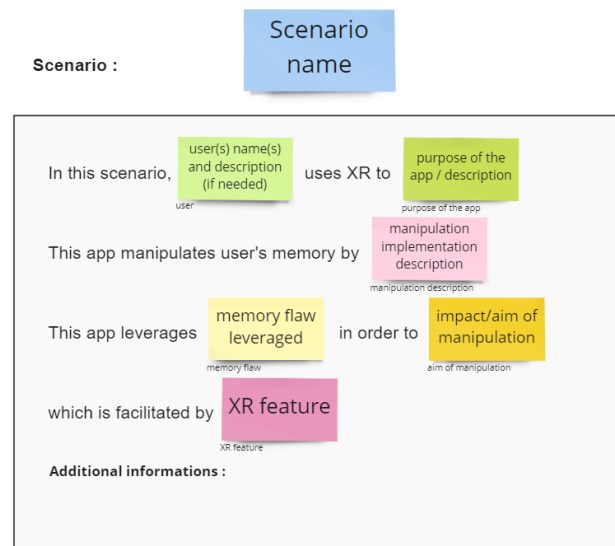 Scenario :
Scenario
name
In this scenario,
user(s) name(s)
and description
(if needed)
user
uses XR to
purpose of the
app / description
purpose of the app
This app manipulates user's memory by
manipulation
implementation
description
manipulation description
This app leverages
memory flaw
leveraged
memory flaw
in order to
impact/aim of
manipulation
aim of manipulation
which is facilitated by
XR feature
XR feature
Additional informations :